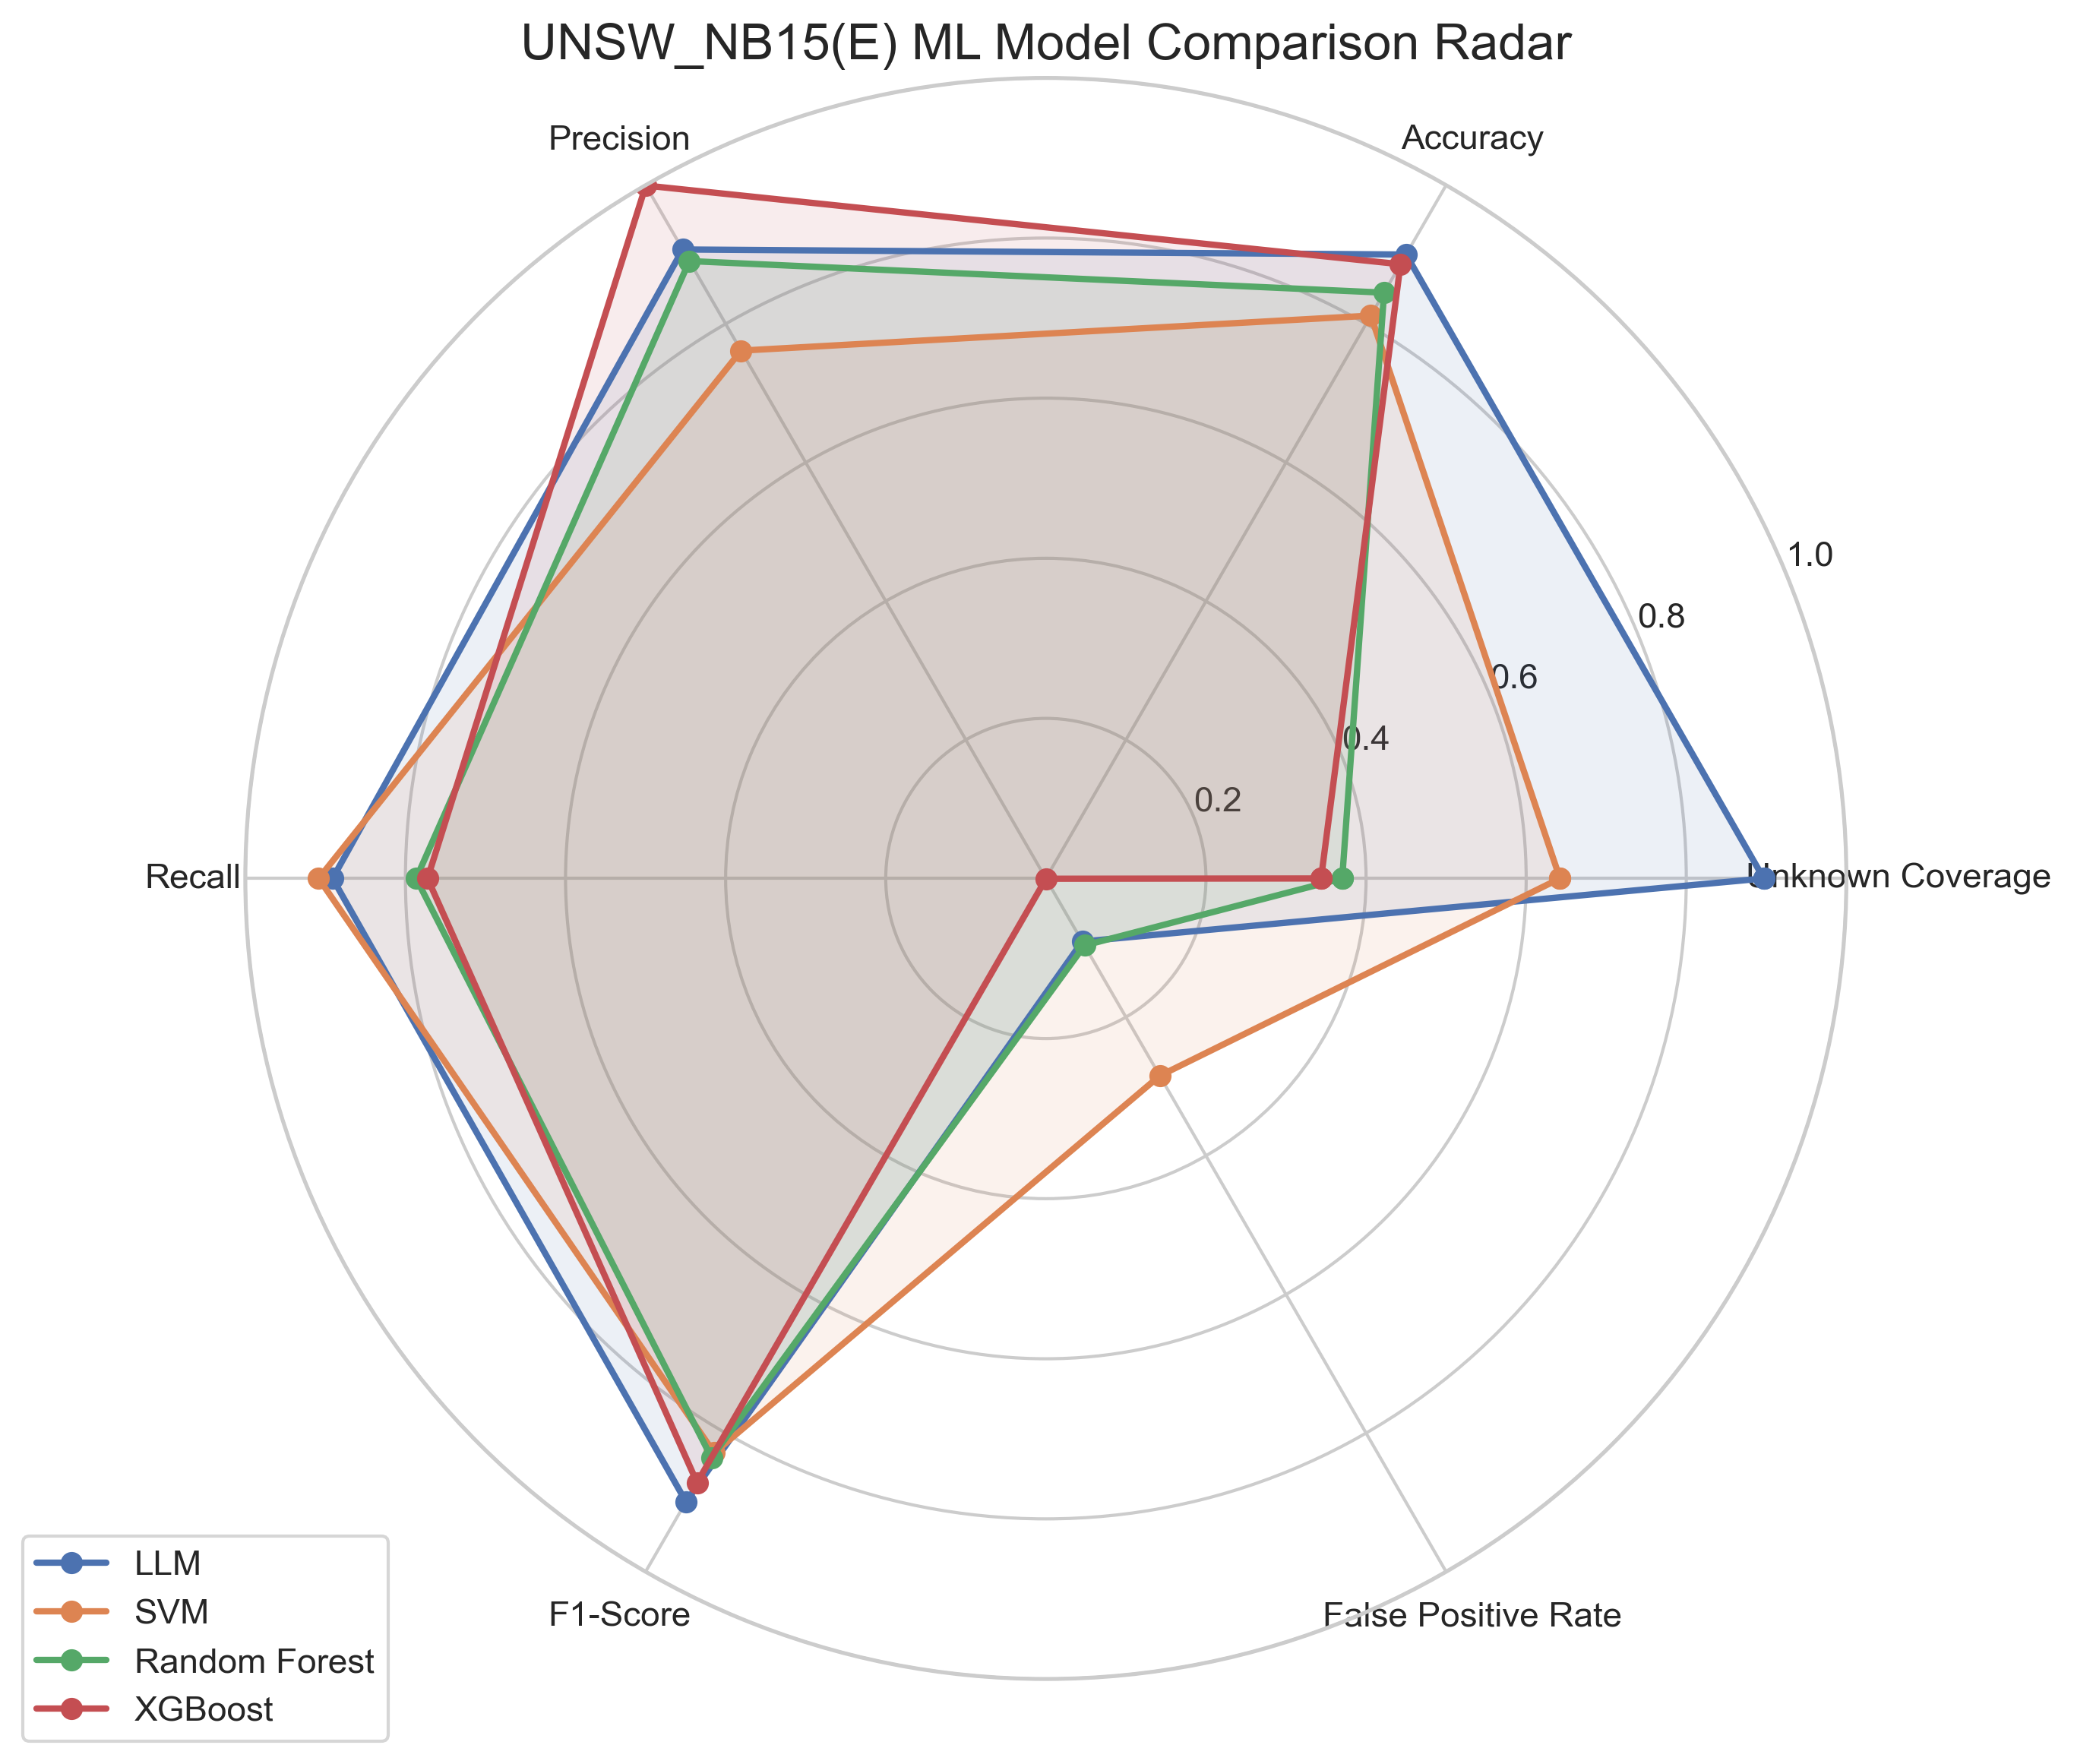 UNSW_NB15(E) ML Model Comparison Radar
Precision
Accuracy
1.0
0.8
0.6
0.4
0.2
Recall
Unknown Coverage
F1-Score
False Positive Rate
LLM
SVM
Random Forest
XGBoost